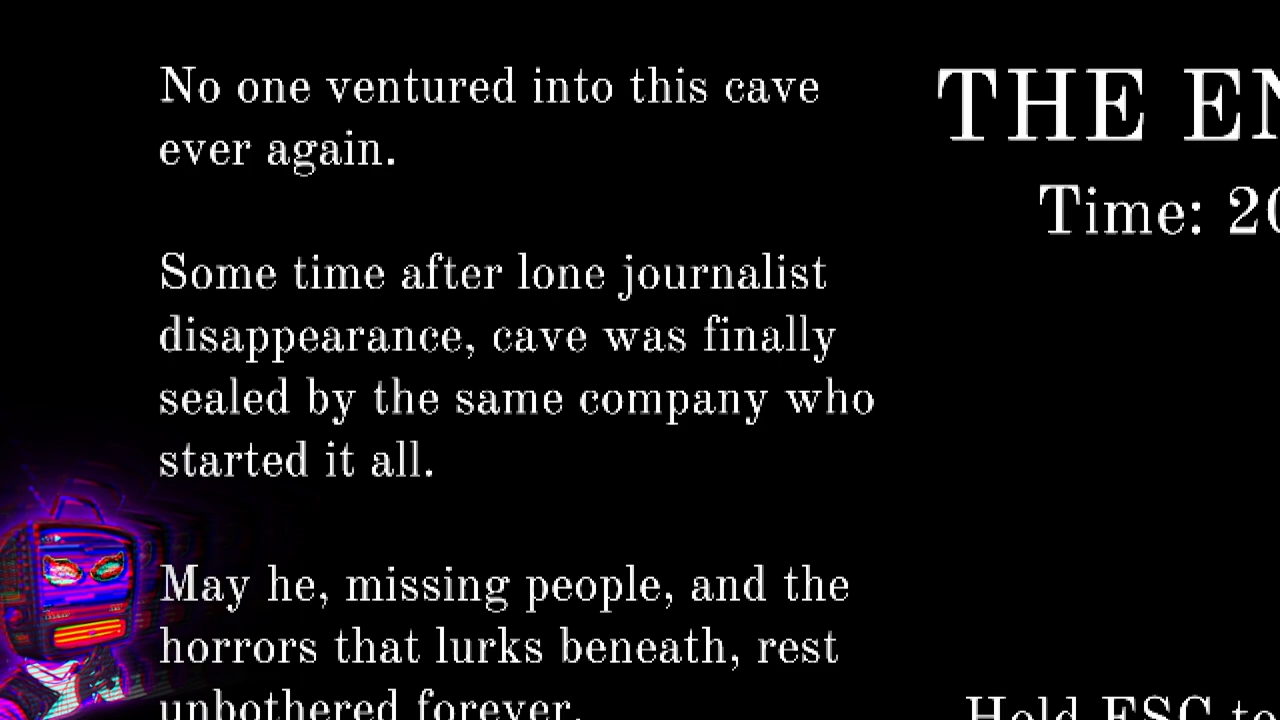 No one ventured into this cave
ever again.
Some time after lone journalist
disappearance, cave was finally
sealed by the same company who
started it all.
May he, missing people, and the
horrors that lurks beneath, rest
unbothered forever.
THE EN
Time: 20
Hold ESC to